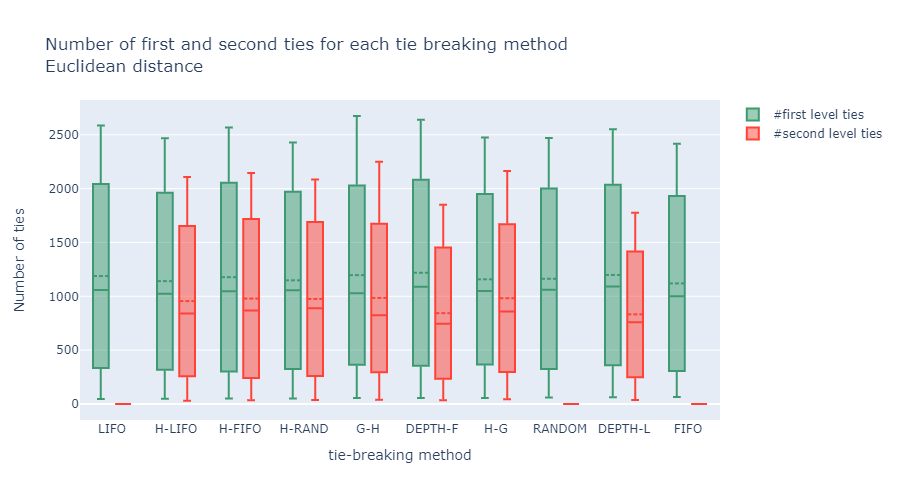 Number of first and second ties for each tie breaking method
Euclidean distance
#first level ties
#second level ties
Number of ties
2500
2000
1500
1000
500
0
LIFO H-LIFO H-FIFO H-RAND G-H DEPTH-F H-G RANDOM DEPTH-L FIFO
tie-breaking method